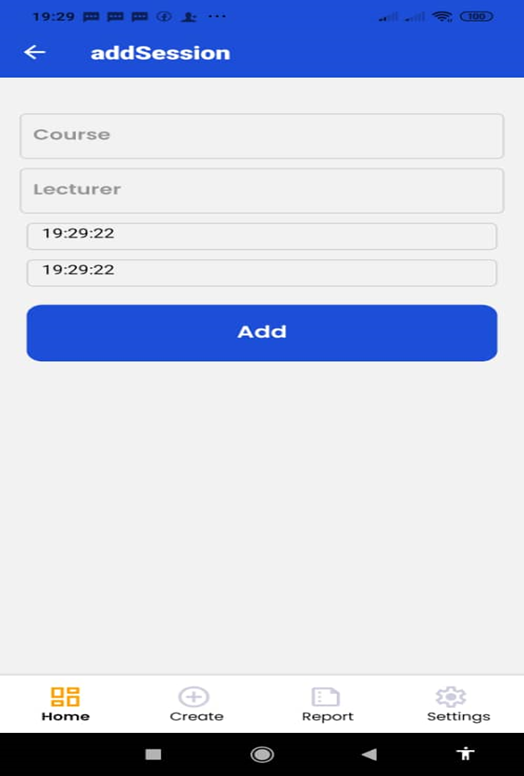 19:29 100
addSession
Course
Lecturer
19:29:22
19:29:22
Add
Home Create Report Settings